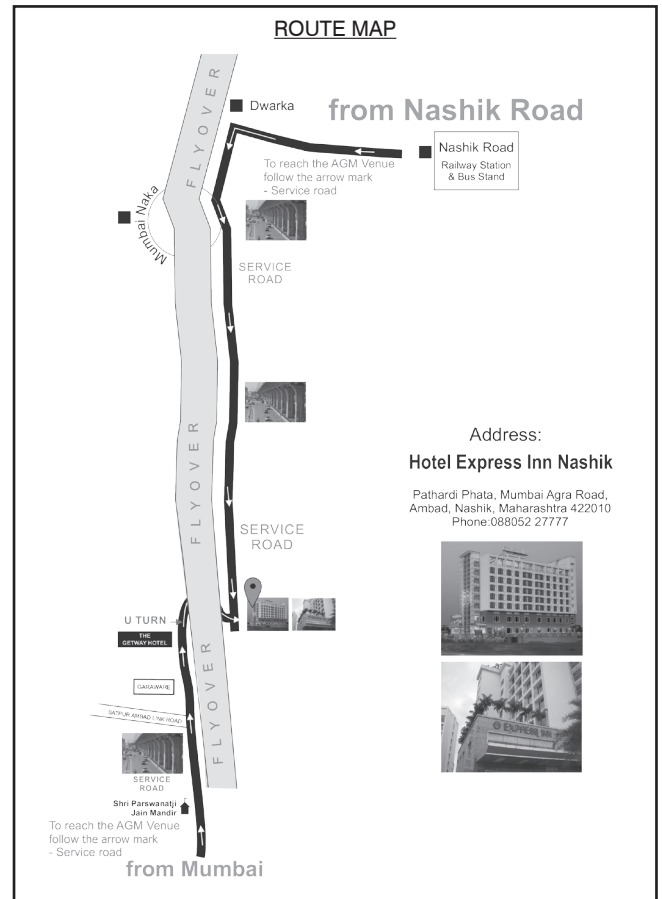 ROUTE MAP
FLYOVER
Dwarka
from Nashik Road
Nashik Road
Railway Station
& Bus Stand
To reach the AGM Venue
follow the arrow mark
- Service road
Mumbai Naka
SERVICE
ROAD
Address:
Hotel Express Inn Nashik
Pathardi Phata, Mumbai Agra Road,
Ambad, Nashik, Maharashtra 422010
Phone:088052 27777
FLYOVER
SERVICE
ROAD
U TURN
THE
GETWAY HOTEL
FLYOVER
GARAWARE
SATPUR AMBAD LINK ROAD
EXPRESS INN
SERVICE
ROAD
Shri Parswanatji
Jain Mandir
To reach the AGM Venue
follow the arrow mark
- Service road
from Mumbai